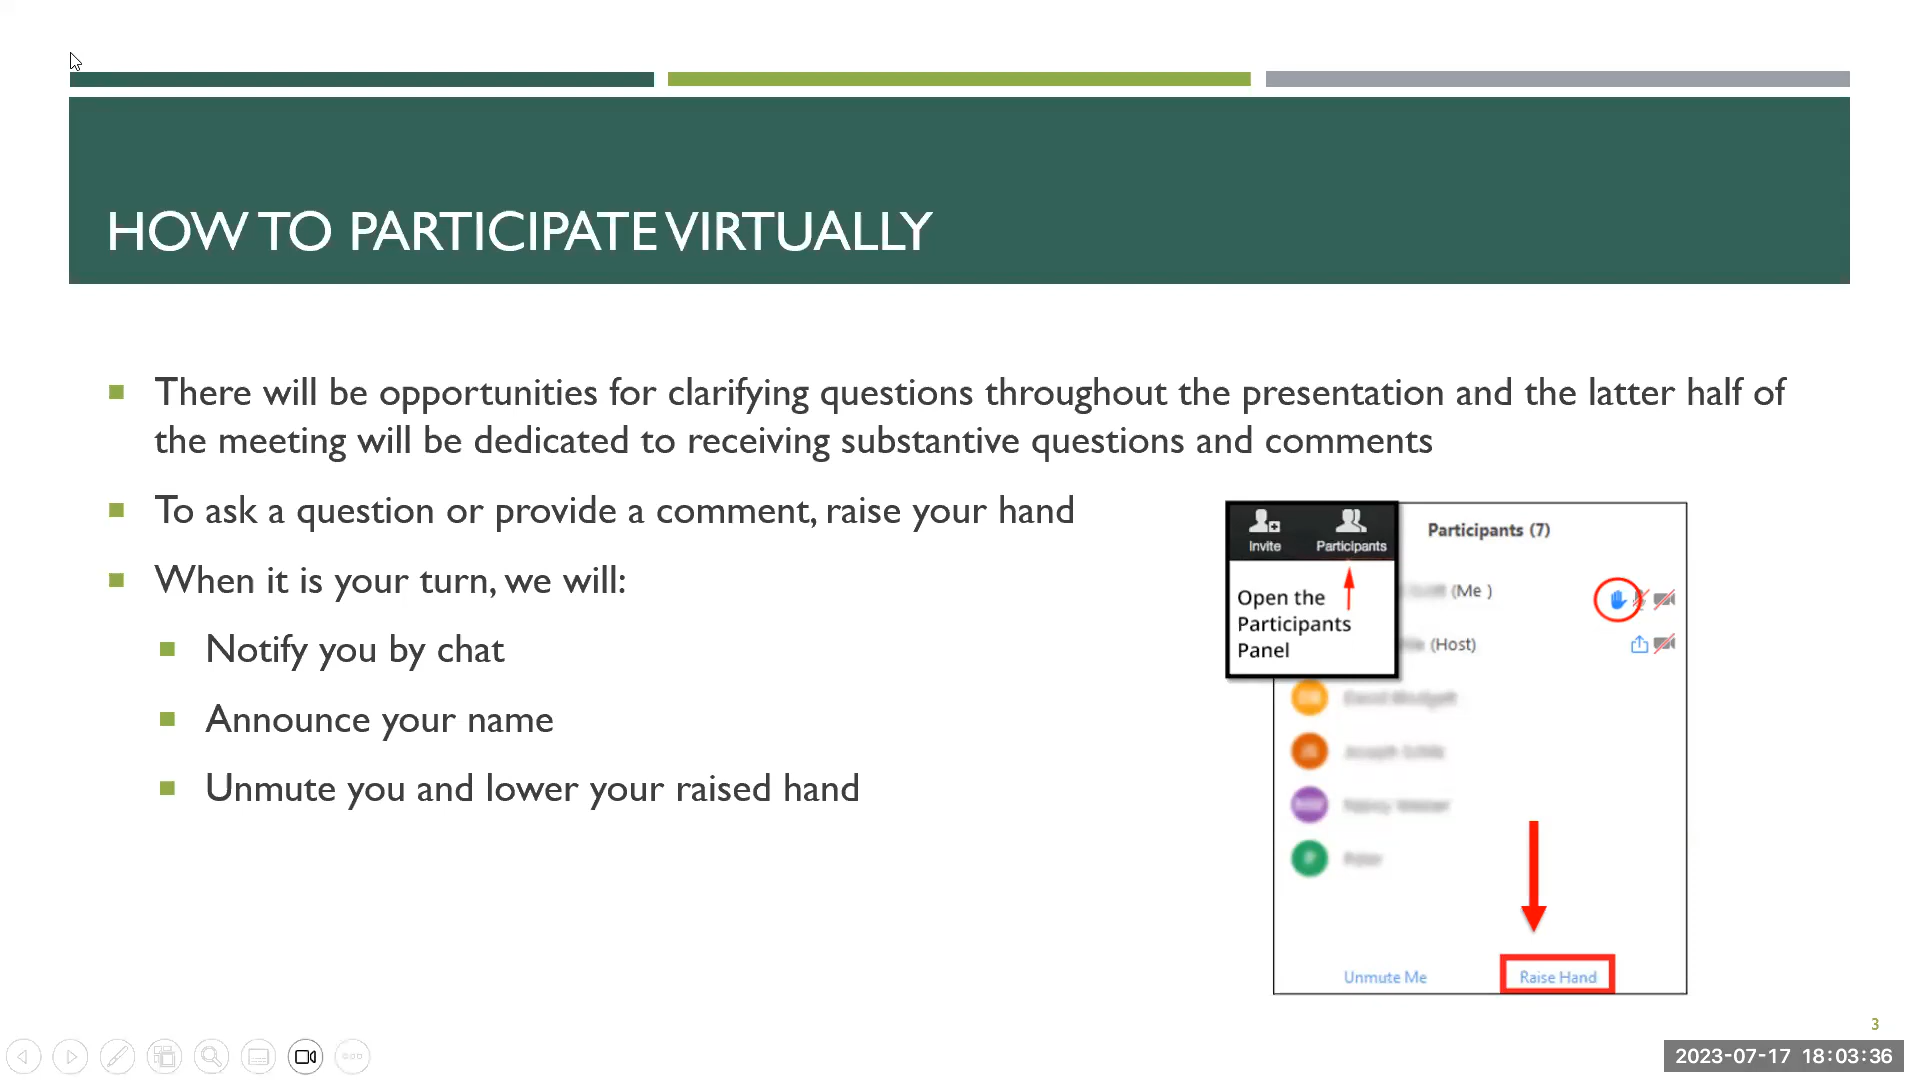 HOW TO PARTICIPATE VIRTUALLY
There will be opportunities for clarifying questions throughout the presentation and the latter half of
the meeting will be dedicated to receiving substantive questions and comments
To ask a question or provide a comment, raise your hand
When it is your turn, we will:
Notify you by chat
Announce your name
Unmute you and lower your raised hand
Invite
Participants
Open the
Participants
Panel
Participants (7)
(Me )
(Host)
Unmute Me
Raise Hand
3
2023-07-17 18:03:36